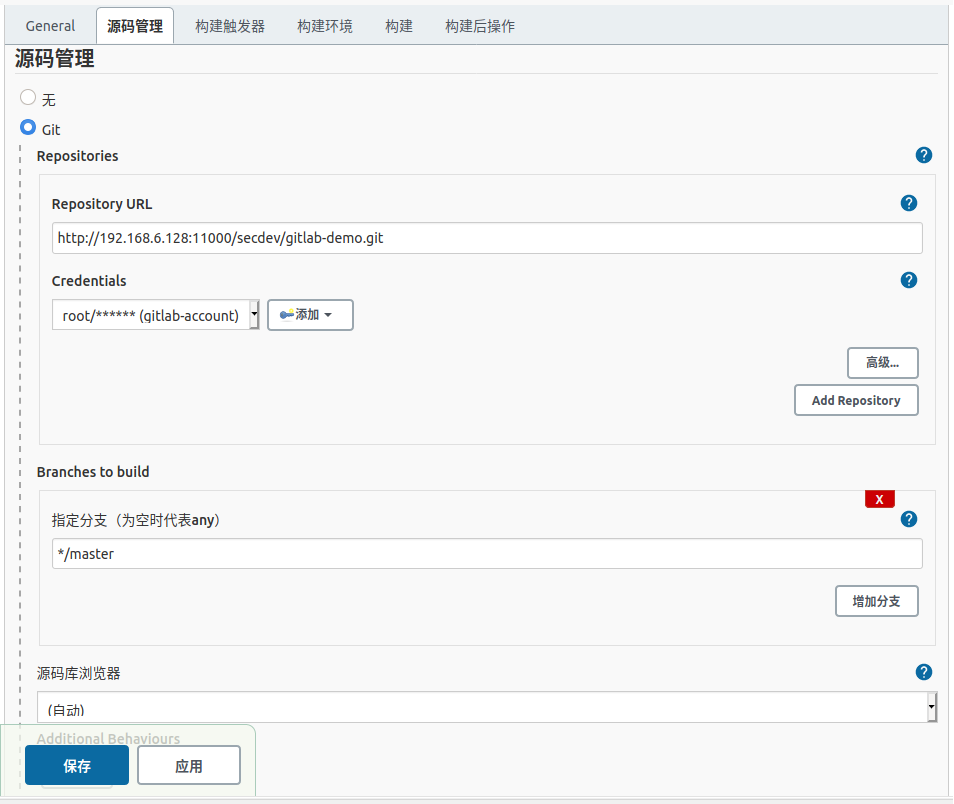 General 源码管理 构建触发器 构建环境 构建 构建后操作
源码管理
无
Git
Repositories
?
Repository URL
?
http://192.168.6.128:11000/secdev/gitlab-demo.git
Credentials
?
root/****** (gitlab-account)
添加
高级...
Add Repository
Branches to build
X
指定分支（为空时代表any）
?
*/master
增加分支
源码库浏览器
?
(自动)
Additional Behaviours
保存 应用